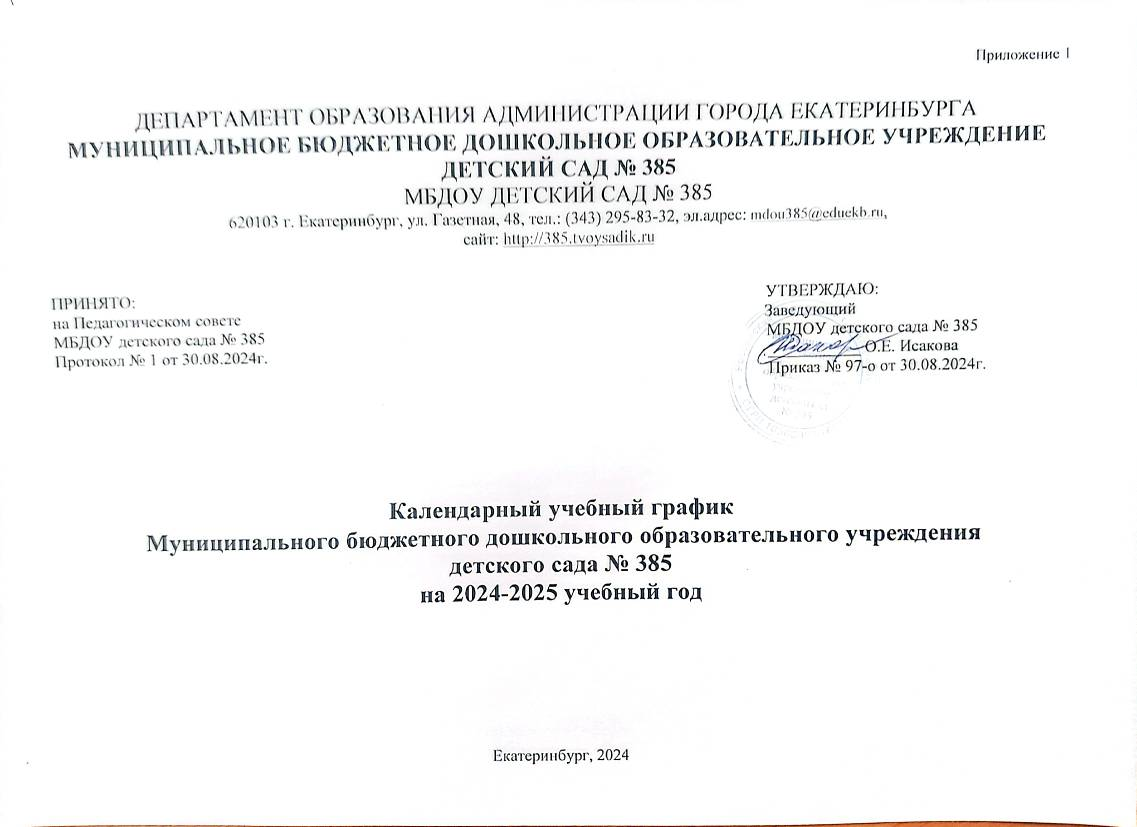 Приложение 1
ДЕПАРТАМЕНТ ОБРАЗОВАНИЯ АДМИНИСТРАЦИИ ГОРОДА ЕКАТЕРИНБУРГА
МУНИЦИПАЛЬНОЕ БЮДЖЕТНОЕ ДОШКОЛЬНОЕ ОБРАЗОВАТЕЛЬНОЕ УЧРЕЖДЕНИЕ
ДЕТСКИЙ САД № 385
МБДОУ ДЕТСКИЙ САД № 385
620103 г. Екатеринбург, ул. Газетная, 48, тел.: (343) 295-83-32, эл.адрес: mdou385@eduekb.ru,
сайт: http://385.tvoysadik.ru
ПРИНЯТО:
на Педагогическом совете
МБДОУ детского сада № 385
Протокол № 1 от 30.08.2024г.
УТВЕРЖДАЮ:
Заведующий
МБДОУ детского сада № 385
О.Е. Исакова
Приказ № 97-о от 30.08.2024г.
Календарный учебный график
Муниципального бюджетного дошкольного образовательного учреждения
детского сада № 385
на 2024-2025 учебный год
Екатеринбург, 2024